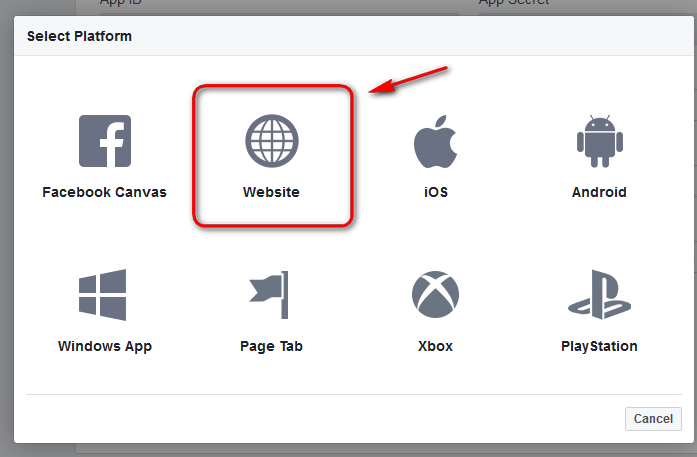 App ID App Secret
Select Platform
Facebook Canvas Website iOS Android
Windows App Page Tab Xbox PlayStation
Cancel